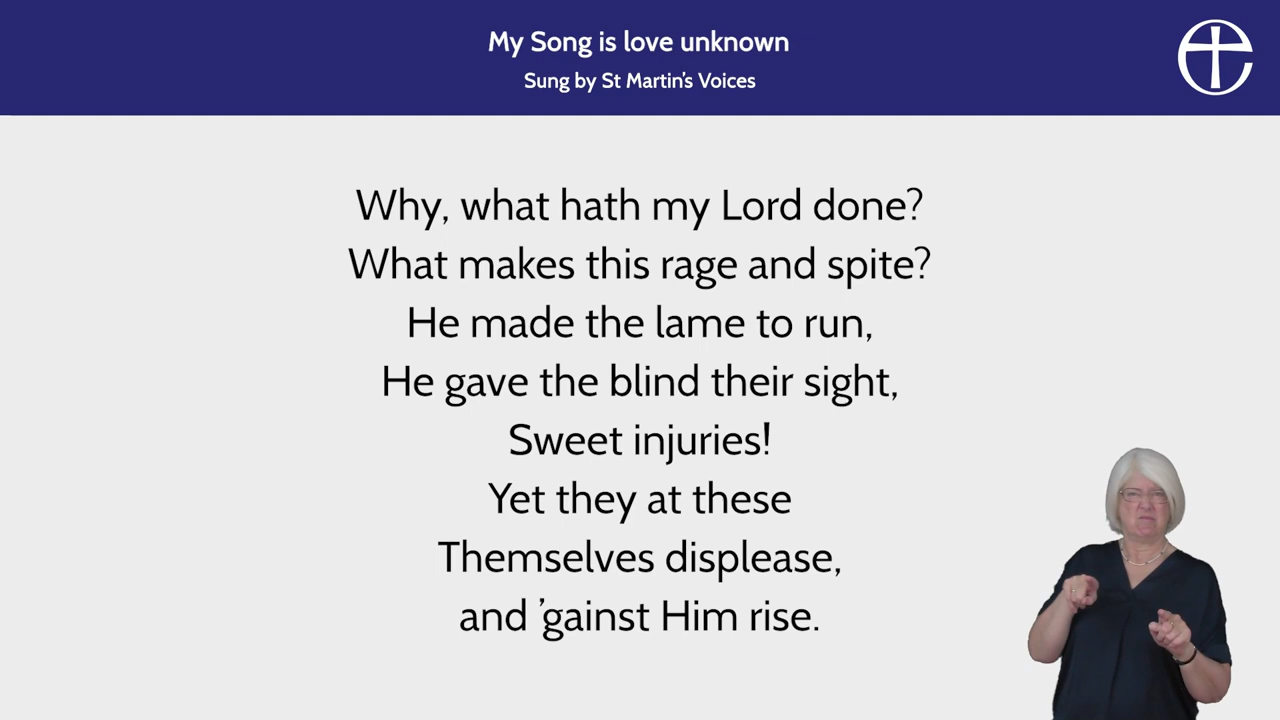 My Song is love unknown
Sung by St Martin's Voices
Why, what hath my Lord done?
What makes this rage and spite?
He made the lame to run,
He gave the blind their sight,
Sweet injuries!
Yet they at these
Themselves displease,
and ’gainst Him rise.